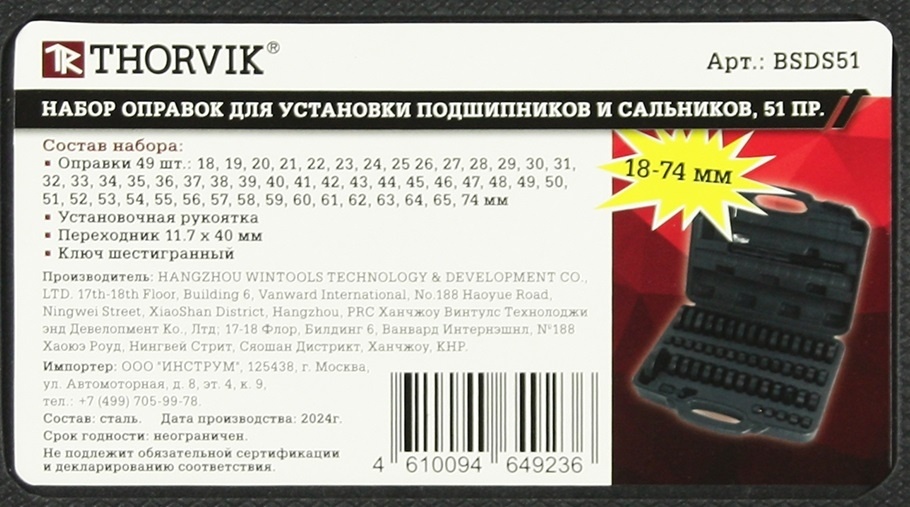 TR THORVIK®
Арт.: BSDS51
НАБОР ОПРАВОК ДЛЯ УСТАНОВКИ ПОДШИПНИКОВ И САЛЬНИКОВ, 51 ПР.
Состав набора:
▪ Оправки 49 шт.: 18, 19, 20, 21, 22, 23, 24, 25 26, 27, 28, 29, 30, 31,
32, 33, 34, 35, 36, 37, 38, 39, 40, 41, 42, 43, 44, 45, 46, 47, 48, 49, 50,
51, 52, 53, 54, 55, 56, 57, 58, 59, 60, 61, 62, 63, 64, 65, 74 мм
▪ Установочная рукоятка
▪ Переходник 11.7 x 40 мм
▪ Ключ шестигранный
18-74 мм
Производитель: HANGZHOU WINTOOLS TECHNOLOGY & DEVELOPMENT CO.,
LTD. 17th-18th Floor, Building 6, Vanward International, No.188 Haoyue Road,
Ningwei Street, XiaoShan District, Hangzhou, PRC Ханчжоу Винтулс Технолоджи
энд Девелопмент Ко., Лтд; 17-18 Флор, Билдинг 6, Ванвард Интернэшнл, №188
Хаоюэ Роуд, Нингвей Стрит, Сяошан Дистрикт, Ханчжоу, КНР.
Импортер: ООО "ИНСТРУМ", 125438, г. Москва,
ул. Автомоторная, д. 8, эт. 4, к. 9,
тел.: +7 (499) 705-99-78.
Состав: сталь. Дата производства: 2024г.
Срок годности: неограничен.
Не подлежит обязательной сертификации
и декларированию соответствия.
4 610094 649236